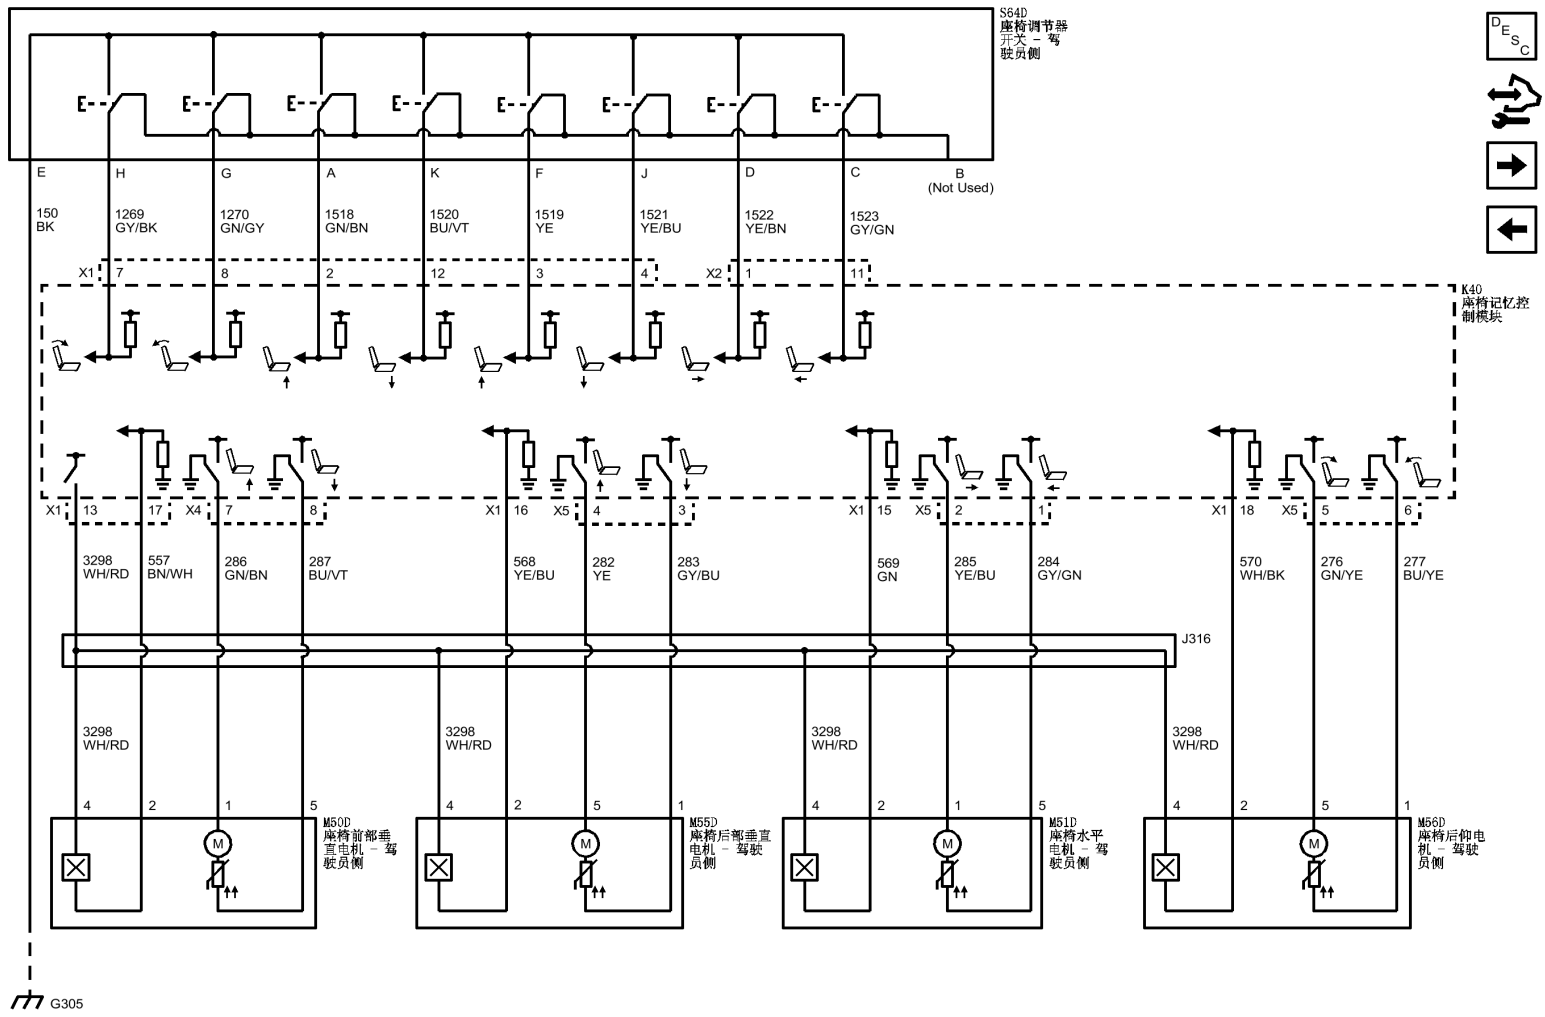 S64D
座椅调节器
开关 - 驾
驶员侧
D
E
S
C
E
H
G
A
K
F
J
D
C
B
(Not Used)
150
BK
1269
GY/BK
1270
GN/GY
1518
GN/BN
1520
BU/VT
1519
YE
1521
YE/BU
1522
YE/BN
1523
GY/GN
X1 7 8 2 12 3 4 X2 1 11
K40
座椅记忆控
制模块
X1 13 17 X4 7 8 X1 16 X5 4 3 X1 15 X5 2 1 X1 18 X5 5 6
3298
WH/RD
557
BN/WH
286
GN/BN
287
BU/VT
568
YE/BU
282
YE
283
GY/BU
569
GN
285
YE/BU
284
GY/GN
570
WH/BK
276
GN/YE
277
BU/YE
J316
3298
WH/RD
3298
WH/RD
3298
WH/RD
3298
WH/RD
4 2 1 5 4 2 5 1 4 2 1 5 4 2 5 1
M50D
座椅前部垂
直电机 - 驾
驶员侧
M
M55D
座椅后部垂直
电机 - 驾驶
员侧
M
M51D
座椅水平
电机 - 驾
驶员侧
M
M56D
座椅后仰电
机 - 驾驶
员侧
M
G305